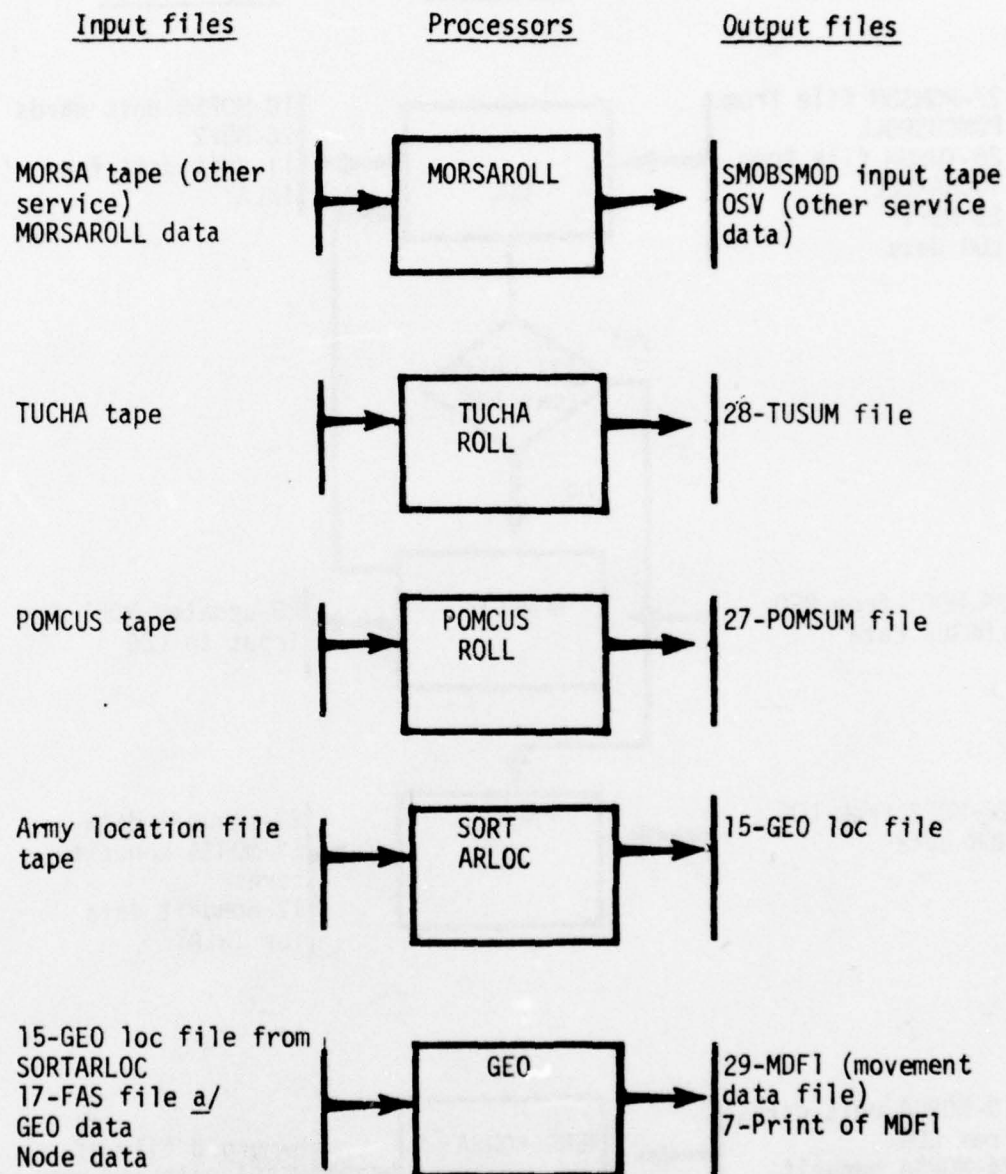 Input files
Processors
Output files
MORSA tape (other
service)
MORSAROLL data
MORSAROLL
SMOBSMOD input tape
OSV (other service
data)
TUCHA tape
TUCHA
ROLL
28-TUSUM file
POMCUS tape
POMCUS
ROLL
27-POMSUM file
Army location file
tape
SORT
ARLOC
15-GEO loc file
15-GEO loc file from
SORTARLOC
17-FAS file a/
GEO data
Node data
GEO
29-MDF1 (movement
data file)
7-Print of MDF1